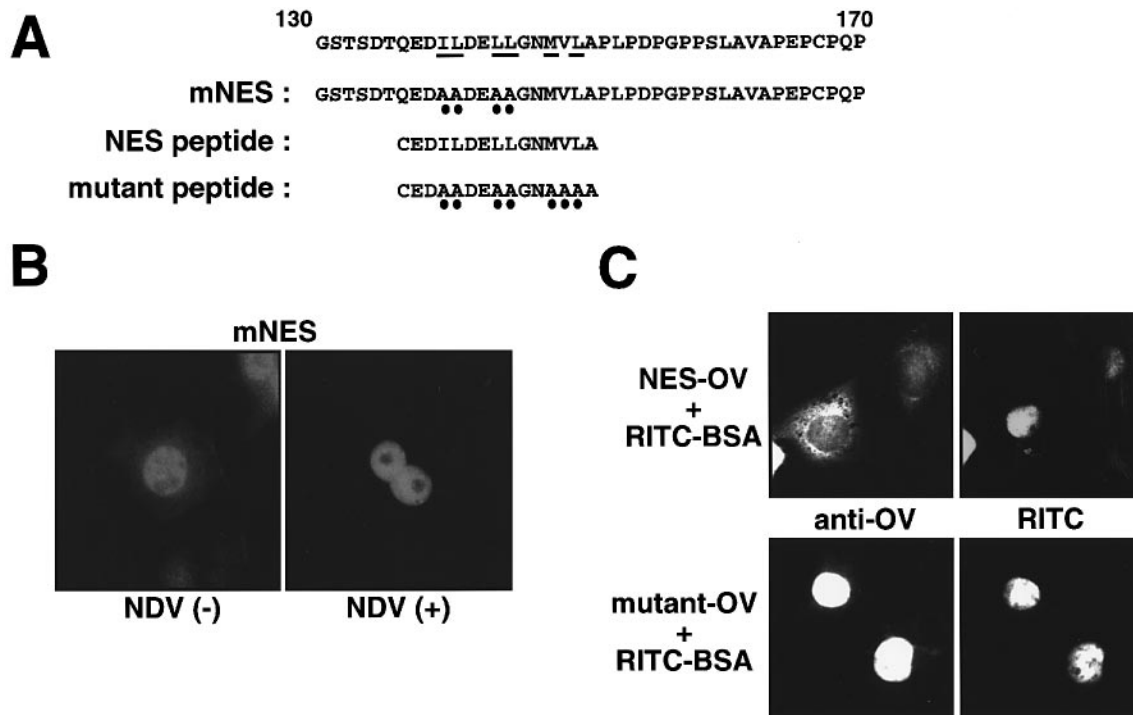 A
130 170
GSTSDTQEDILDELLGNMVLAPLPDPGPPSLAVAPEPCPQP
mNES : GSTSDTQEDAADEAAGNMVLAPLPDPGPPSLAVAPEPCPQP
NES peptide : CEDILDELLGNMVLA
mutant peptide : CEDAADEAAGNAAAA
B
mNES
NDV (-) NDV (+)
C
NES-OV
+
RITC-BSA
anti-OV RITC
mutant-OV
+
RITC-BSA